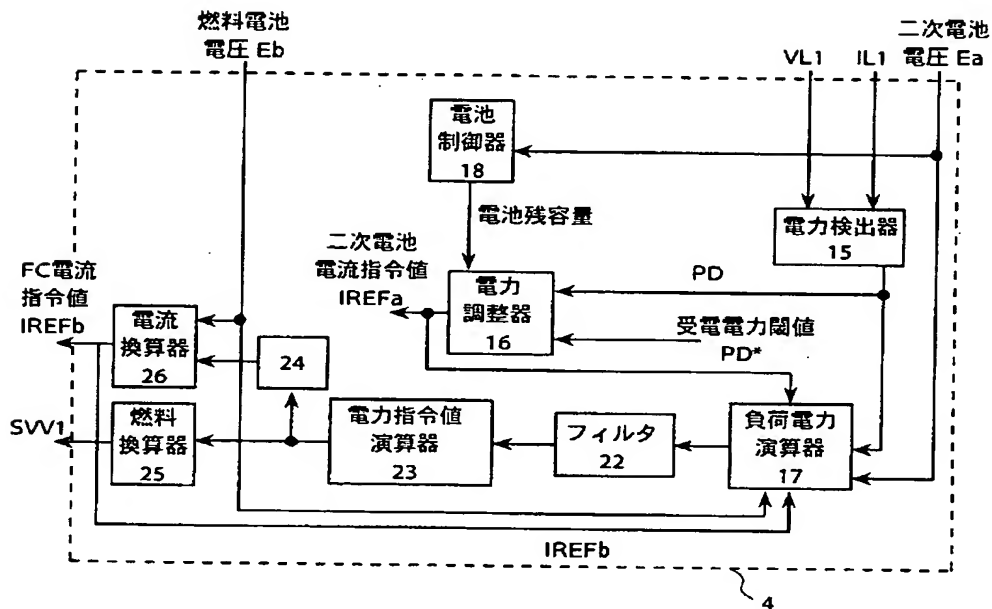 燃料電池
電圧 Eb
VL1
IL1
二次電池
電圧 Ea
電池
制御器
18
電池残容量
電力検出器
15
二次電池
電流指令値
IREFa
FC電流
指令値
IREFb
電力
調整器
16
PD
受電電力閾値
PD*
電流
換算器
26
24
SVV1
燃料
換算器
25
電力指令値
演算器
23
フィルタ
22
負荷電力
演算器
17
IREFb
4